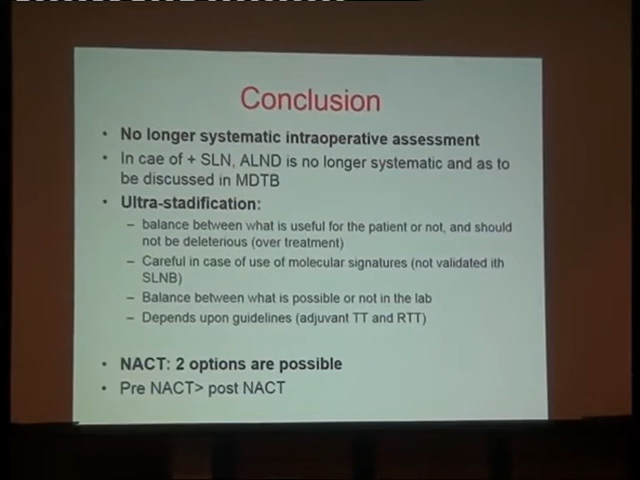 Conclusion
• No longer systematic intraoperative assessment
• In cae of + SLN, ALND is no longer systematic and as to
be discussed in MDTB
• Ultra-stadification:
– balance between what is useful for the patient or not, and should
not be deleterious (over treatment)
– Careful in case of use of molecular signatures (not validated ith
SLNB)
– Balance between what is possible or not in the lab
– Depends upon guidelines (adjuvant TT and RTT)
• NACT: 2 options are possible
• Pre NACT> post NACT